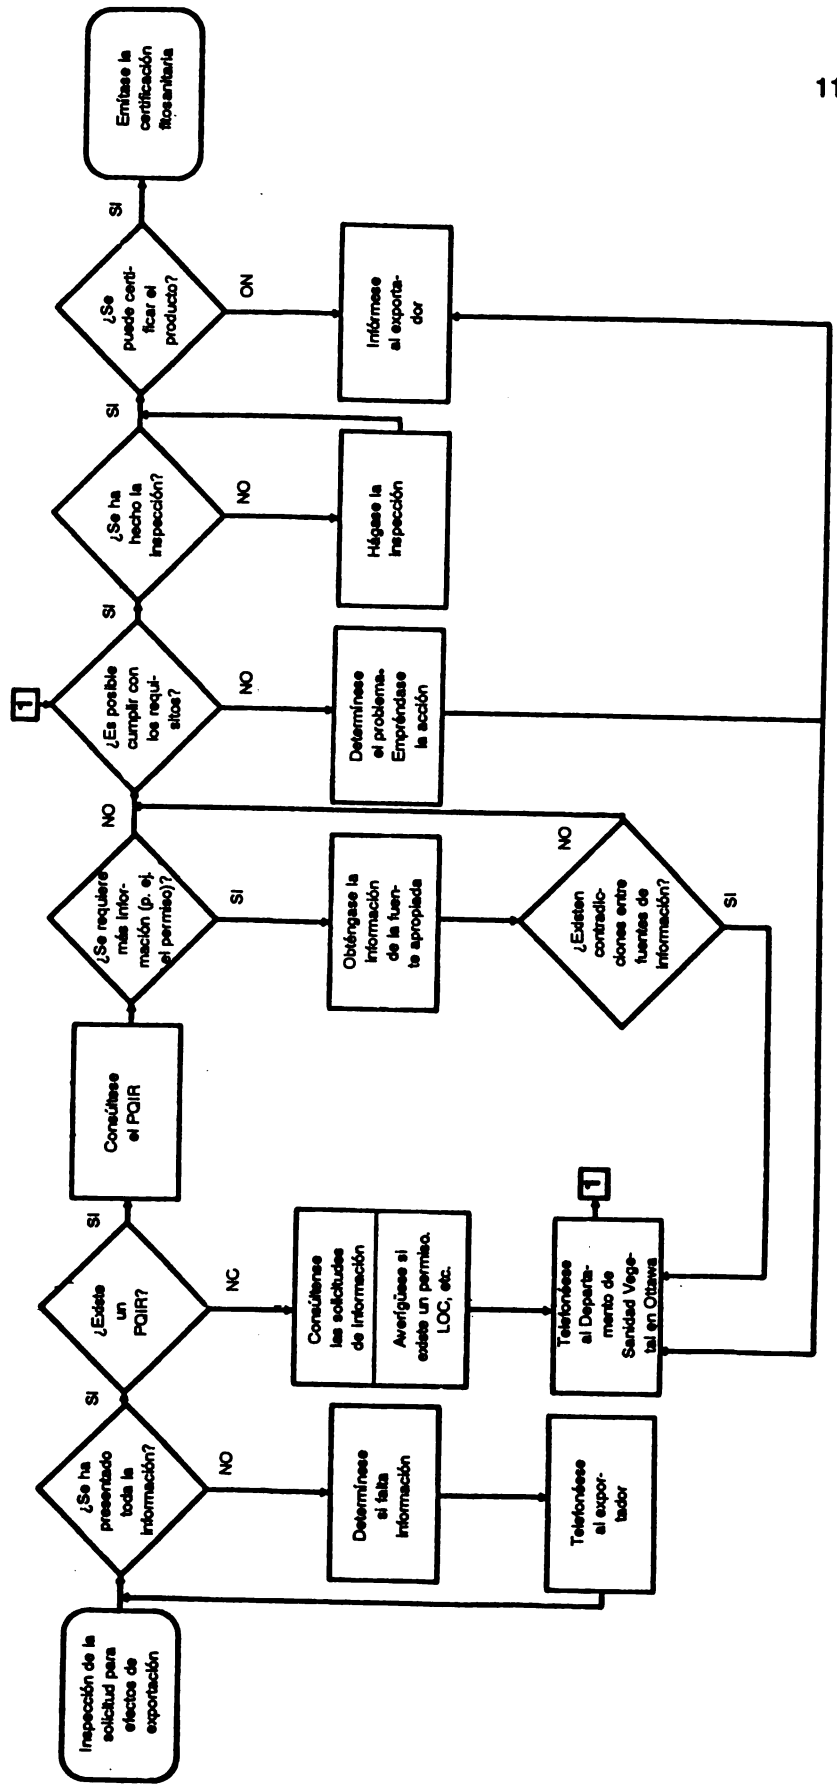 Inspección de la
solicitud para
efectos de
exportación
¿Se ha
presentado
toda la
información?
SI
NO
Determínese
si falta
información
Telefonéese
al expor-
tador
¿Existe
un
PQIR?
SI
NC
Consúltense
las solicitudes
de información
Averígüese si
existe un permiso.
LOC, etc.
Telefonéese
al Departa-
mento de
Sanidad Vege-
tal en Ottawa
1
Consúltese
el PQIR
¿Se requiere
más infor-
mación (p. ej.
el permiso)?
NO
SI
Obténgase la
información
de la fuen-
te apropiada
¿Existen
contradic-
ciones entre
fuentes de
información?
NO
SI
1
¿Es posible
cumplir con
los requi-
sitos?
SI
NO
Determínese
el problema.
Empréndase
la acción
¿Se ha
hecho la
inspección?
SI
NO
Hágase la
inspección
¿Se
puede certi-
ficar el
producto?
SI
ON
Infórmese
al exporta-
dor
Emítase la
certificación
fitosanitaria
11